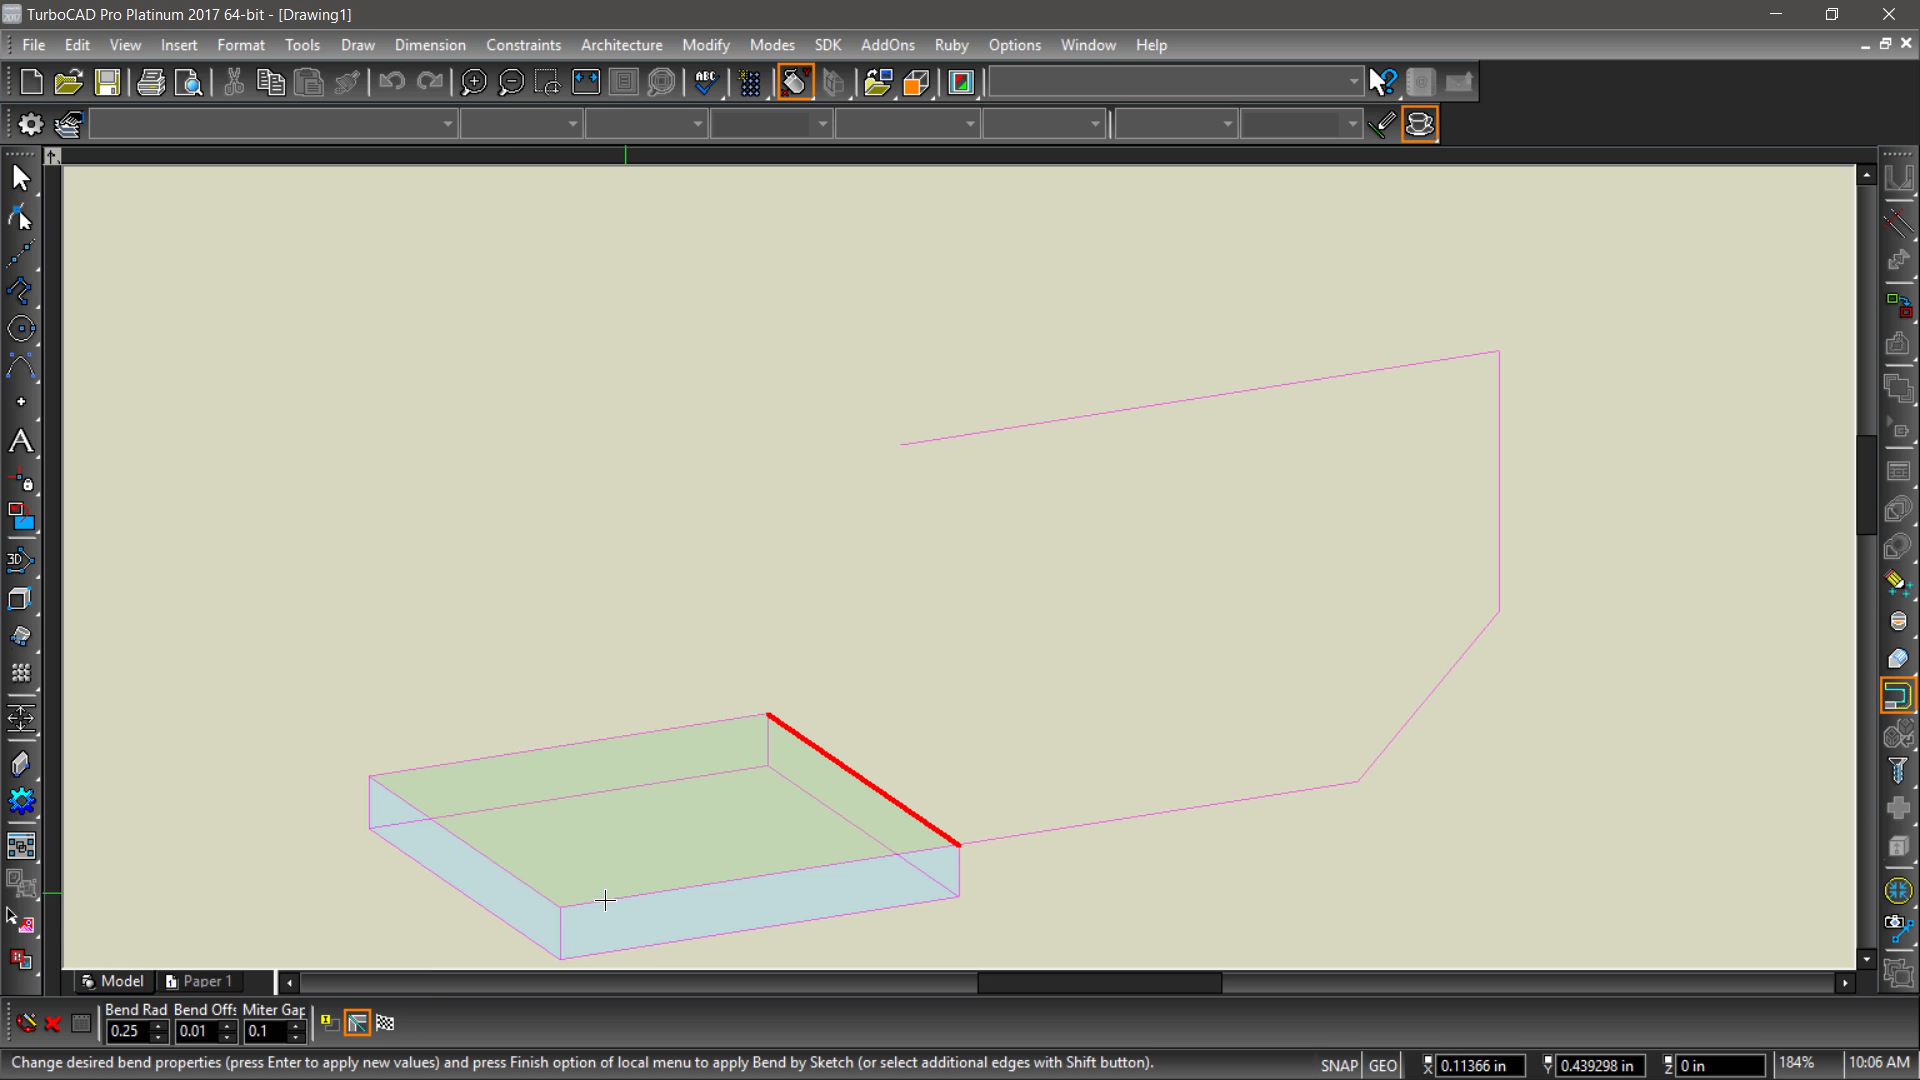 TurboCAD Pro Platinum 2017 64-bit - [Drawing1]
File Edit View Insert Format Tools Draw Dimension Constraints Architecture Modify Modes SDK AddOns Ruby Options Window Help
ABC
A
3D
Model Paper 1
Bend Rad Bend Offs Miter Gap
0.25 0.01 0.1
Change desired bend properties (press Enter to apply new values) and press Finish option of local menu to apply Bend by Sketch (or select additional edges with Shift button).
SNAP GEO X 0.11366 in Y 0.439298 in Z 0 in 184% 10:06 AM